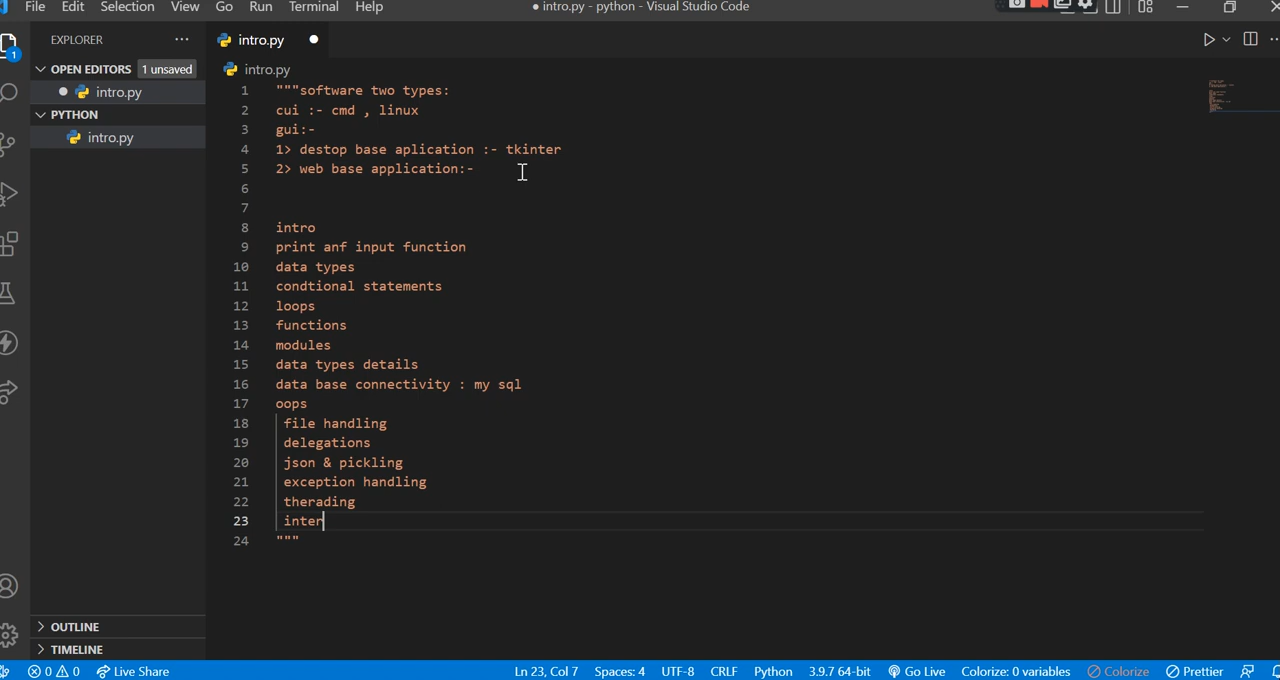 File Edit Selection View Go Run Terminal Help
● intro.py - python - Visual Studio Code
EXPLORER
OPEN EDITORS 1 unsaved
intro.py
PYTHON
intro.py
OUTLINE
TIMELINE
intro.py
intro.py
1 """software two types:
2 cui :- cmd , linux
3 gui:-
4 1> destop base aplication :- tkinter
5 2> web base application:-
6
7
8 intro
9 print anf input function
10 data types
11 condtional statements
12 loops
13 functions
14 modules
15 data types details
16 data base connectivity : my sql
17 oops
18 file handling
19 delegations
20 json & pickling
21 exception handling
22 therading
23 inter
24 """
1
0 0 Live Share Ln 23, Col 7 Spaces: 4 UTF-8 CRLF Python 3.9.7 64-bit Go Live Colorize: 0 variables Colorize Prettier